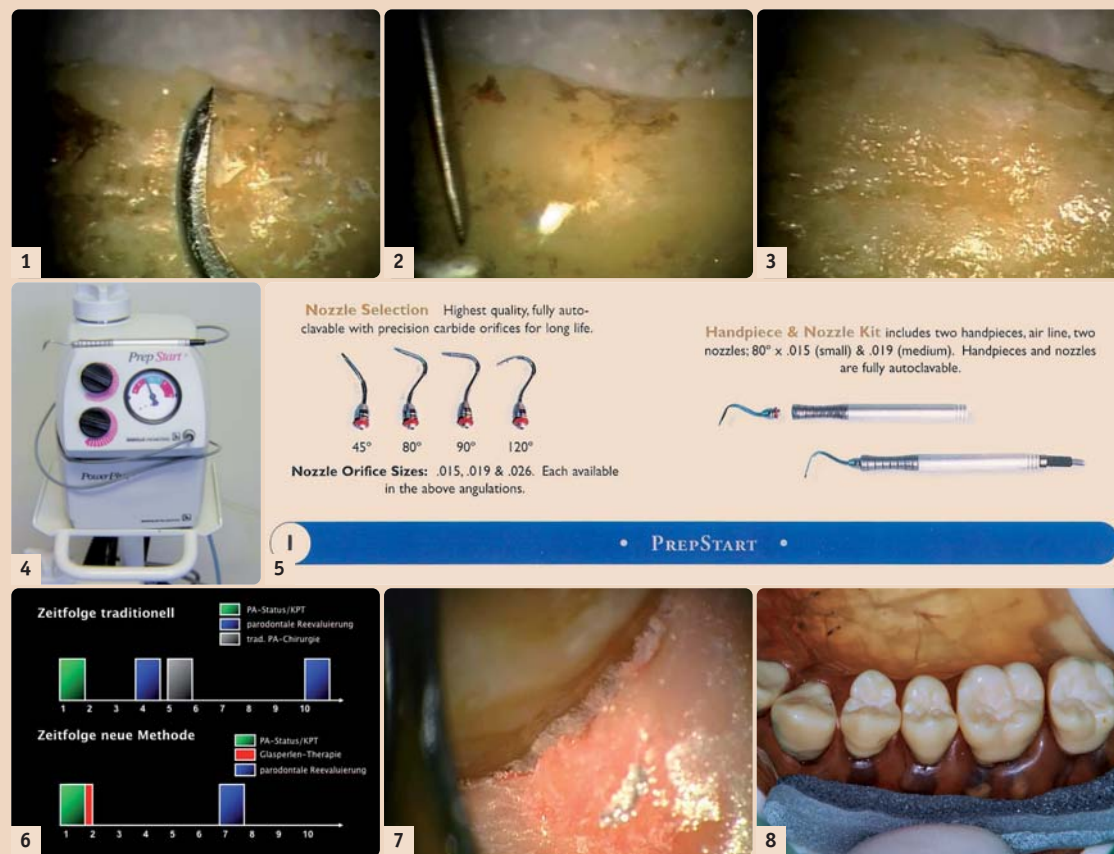 1
2
3
Prep Start
PowerPlus
4
Nozzle Selection Highest quality, fully auto-
clavable with precision carbide orifices for long life.
45° 80° 90° 120°
Nozzle Orifice Sizes: .015, .019 & .026. Each available
in the above angulations.
Handpiece & Nozzle Kit includes two handpieces, air line, two
nozzles; 80° x .015 (small) & .019 (medium). Handpieces and nozzles
are fully autoclavable.
I
• PREPSTART •
5
Zeitfolge traditionell
PA-Status/KPT
parodontale Reevaluierung
trad. PA-Chirurgie
1 2 3 4 5 6 7 8 9 10
Zeitfolge neue Methode
PA-Status/KPT
Glasperlen-Therapie
parodontale Reevaluierung
1 2 3 4 5 6 7 8 9 10
6
7
8